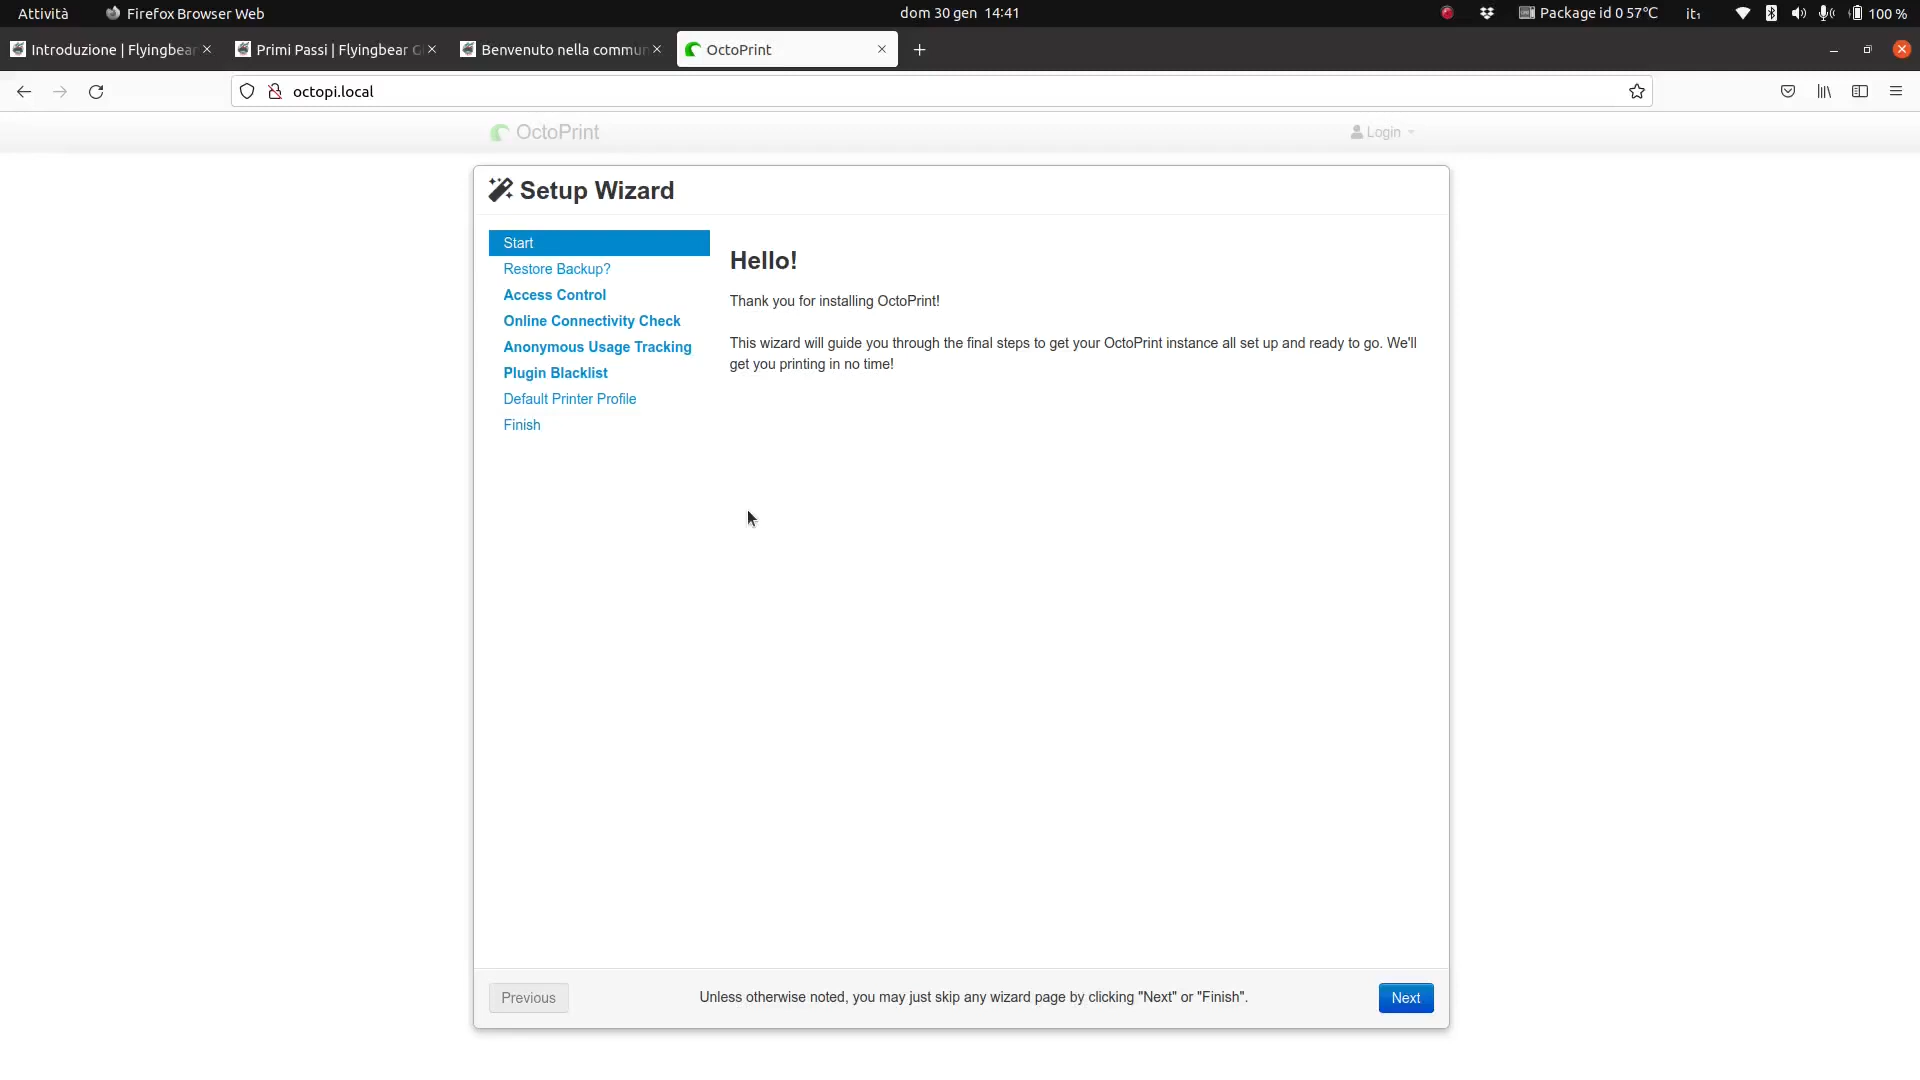 Attività
Firefox Browser Web
dom 30 gen 14:41
Package id 0 57°C
it₁
100 %
Introduzione | Flyingbear
Primi Passi | Flyingbear G
Benvenuto nella commun
OctoPrint
octopi.local
OctoPrint
Login
Setup Wizard
Start
Restore Backup?
Access Control
Online Connectivity Check
Anonymous Usage Tracking
Plugin Blacklist
Default Printer Profile
Finish
Hello!
Thank you for installing OctoPrint!
This wizard will guide you through the final steps to get your OctoPrint instance all set up and ready to go. We'll
get you printing in no time!
Previous
Unless otherwise noted, you may just skip any wizard page by clicking "Next" or "Finish".
Next